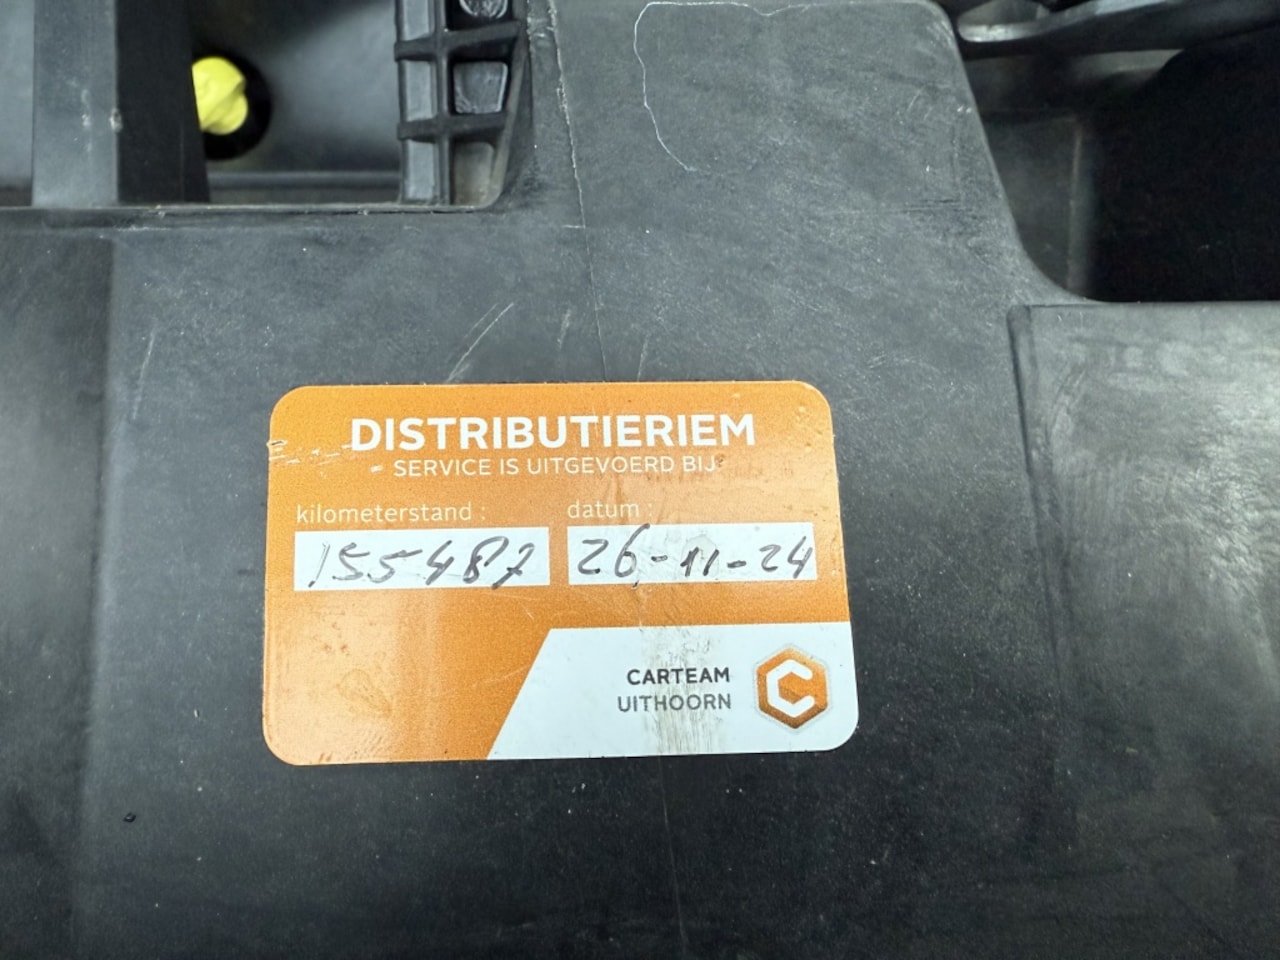 DISTRIBUTIERIEM
SERVICE IS UITGEVOERD BIJ:
kilometerstand :
datum :
155487
26-11-24
CARTEAM
UITHOORN